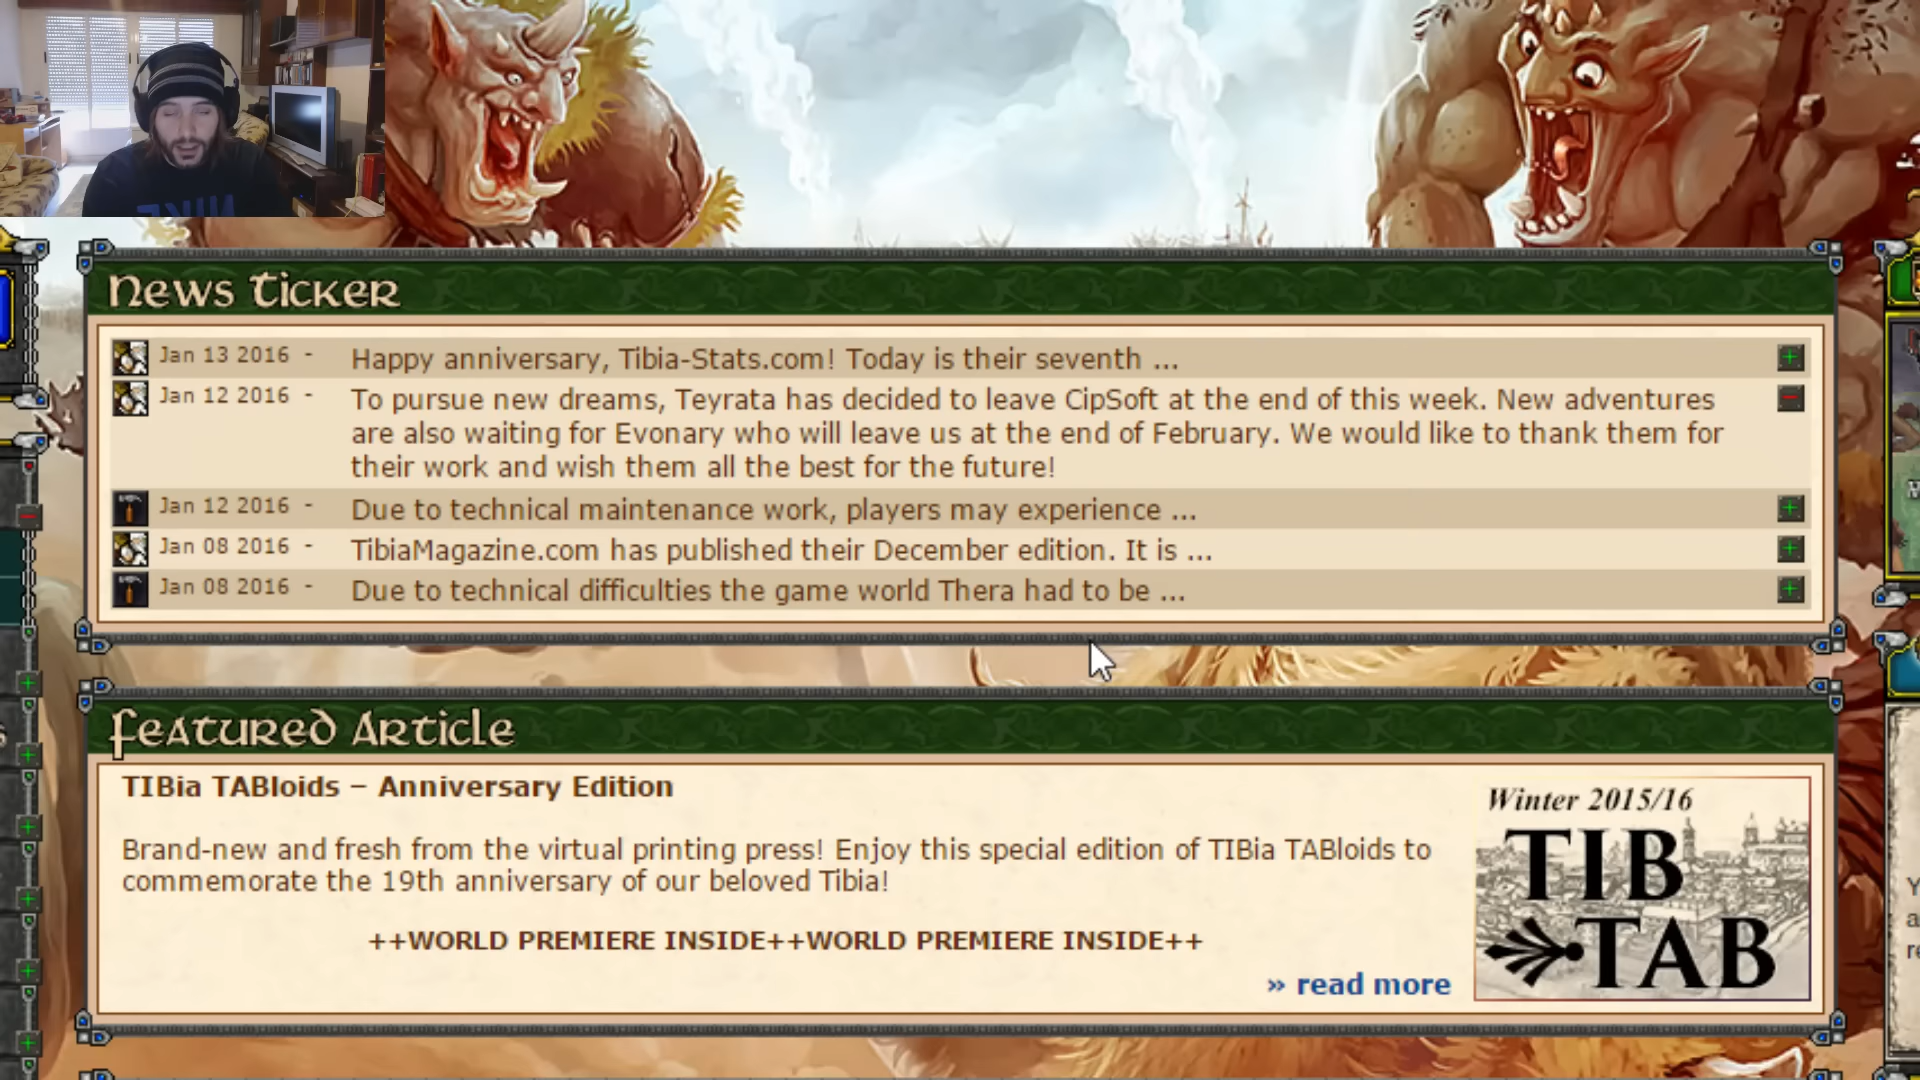 NIKE
News Ticker
Jan 13 2016 - Happy anniversary, Tibia-Stats.com! Today is their seventh ...
Jan 12 2016 - To pursue new dreams, Teyrata has decided to leave CipSoft at the end of this week. New adventures
are also waiting for Evonary who will leave us at the end of February. We would like to thank them for
their work and wish them all the best for the future!
Jan 12 2016 - Due to technical maintenance work, players may experience ...
Jan 08 2016 - TibiaMagazine.com has published their December edition. It is ...
Jan 08 2016 - Due to technical difficulties the game world Thera had to be ...
Featured Article
TIBia TABloids – Anniversary Edition
Brand-new and fresh from the virtual printing press! Enjoy this special edition of TIBia TABloids to
commemorate the 19th anniversary of our beloved Tibia!
++WORLD PREMIERE INSIDE++WORLD PREMIERE INSIDE++
» read more
Winter 2015/16
TIB
TAB